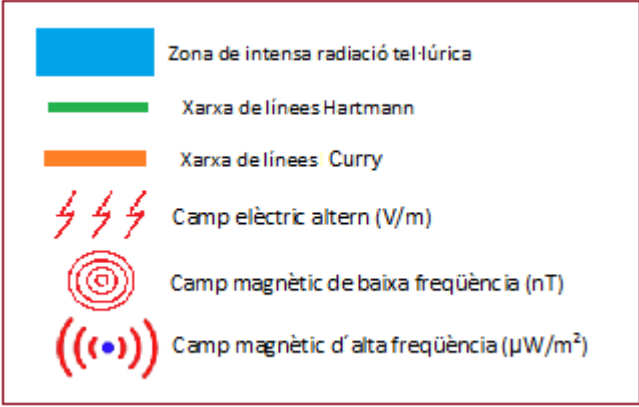 Zona de intensa radiació tel·lúrica
Xarxa de línees Hartmann
Xarxa de línees Curry
Camp elèctric altern (V/m)
Camp magnètic de baixa freqüència (nT)
Camp magnètic d´alta freqüència (µW/m²)